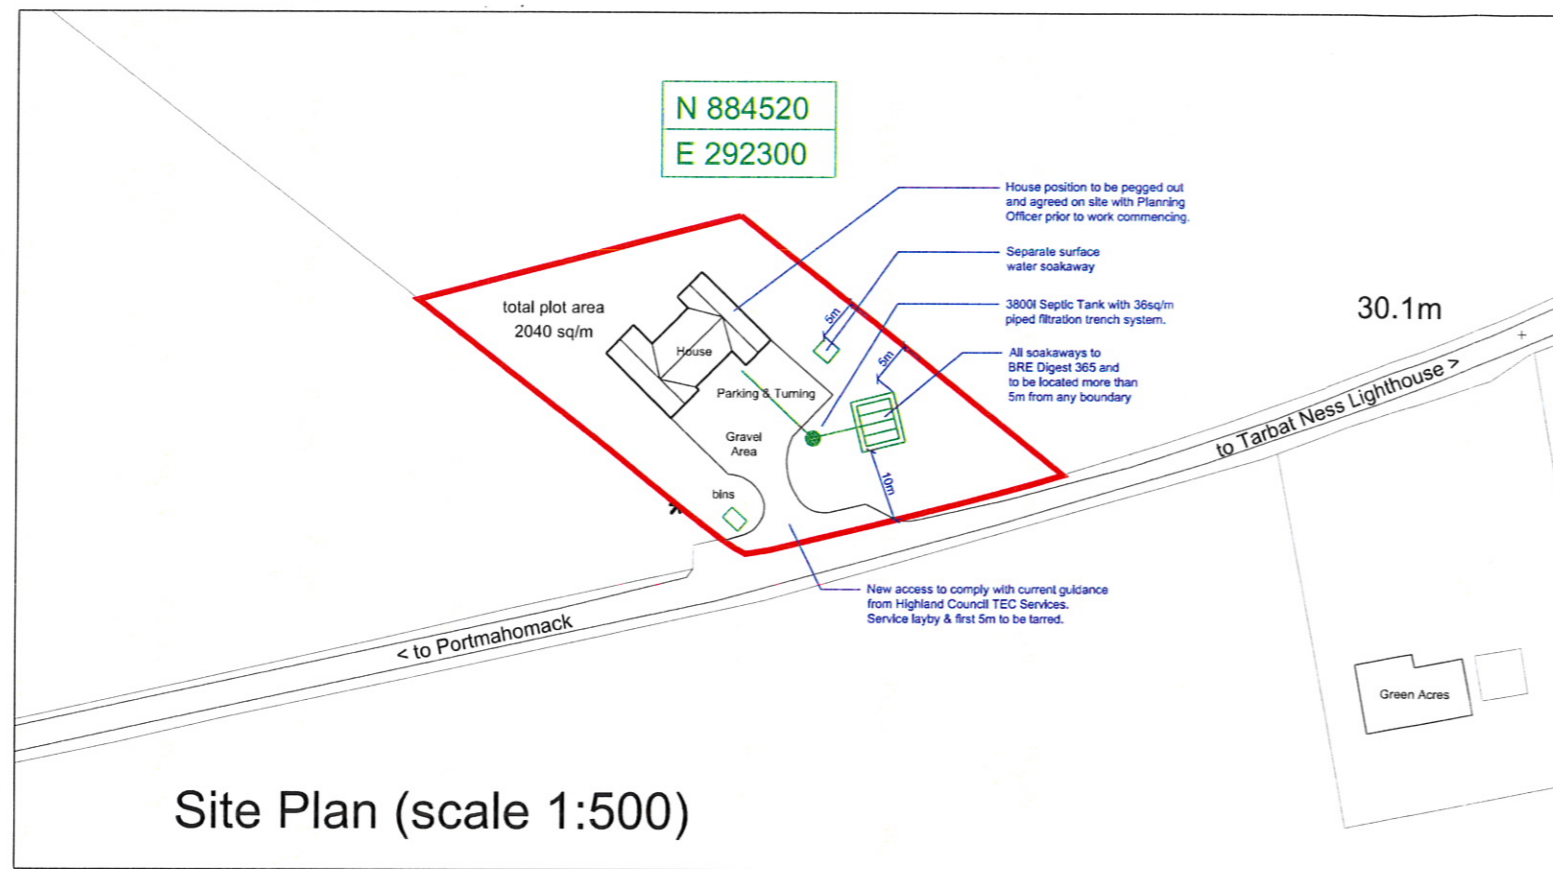 N 884520
E 292300
House position to be pegged out
and agreed on site with Planning
Officer prior to work commencing.
Separate surface
water soakaway
3800l Septic Tank with 36sq/m
piped filtration trench system.
All soakaways to
BRE Digest 365 and
to be located more than
5m from any boundary
30.1m
total plot area
2040 sq/m
House
5m
5m
Parking & Turning
Gravel
Area
bins
10m
to Tarbat Ness Lighthouse >
New access to comply with current guidance
from Highland Council TEC Services.
Service layby & first 5m to be tarred.
< to Portmahomack
Green Acres
Site Plan (scale 1:500)